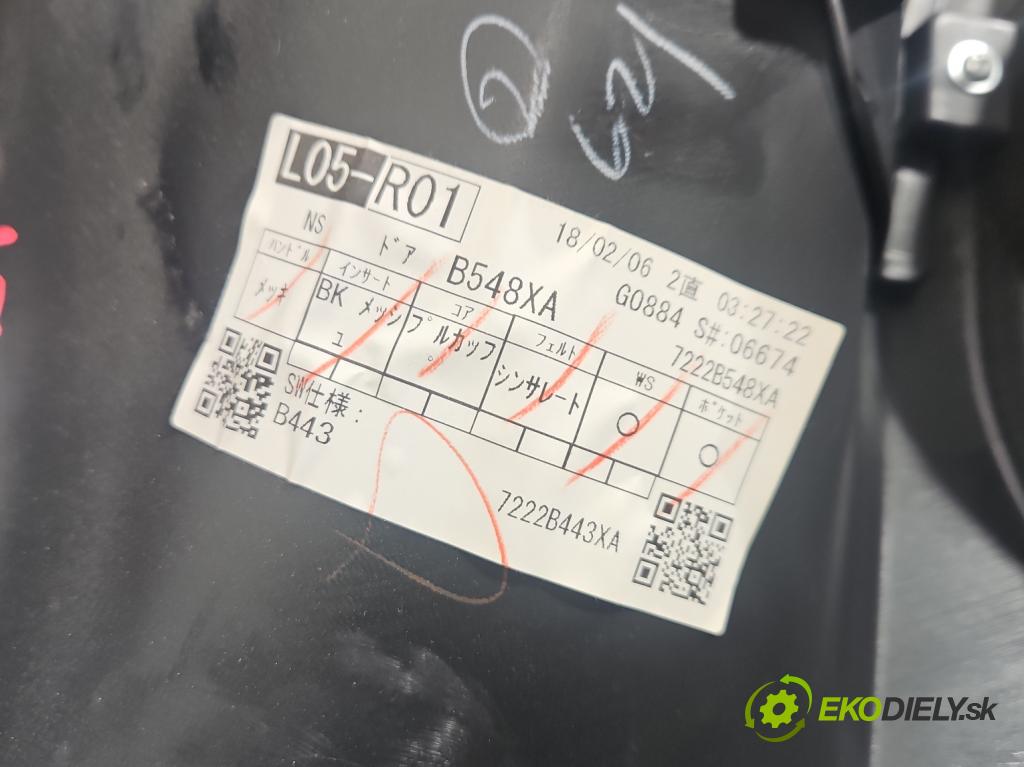 L05-R01
18/02/06 2直 03:27:22
NS ドア B548XA G0884 S#:06674
7222B548XA
ハンドル インサート コア フェルト WS ポケット
メッキ BK メッシュ プルカップ シンサレート ○ ○
SW仕様:
B443
7222B443XA
EKODIELY.sk